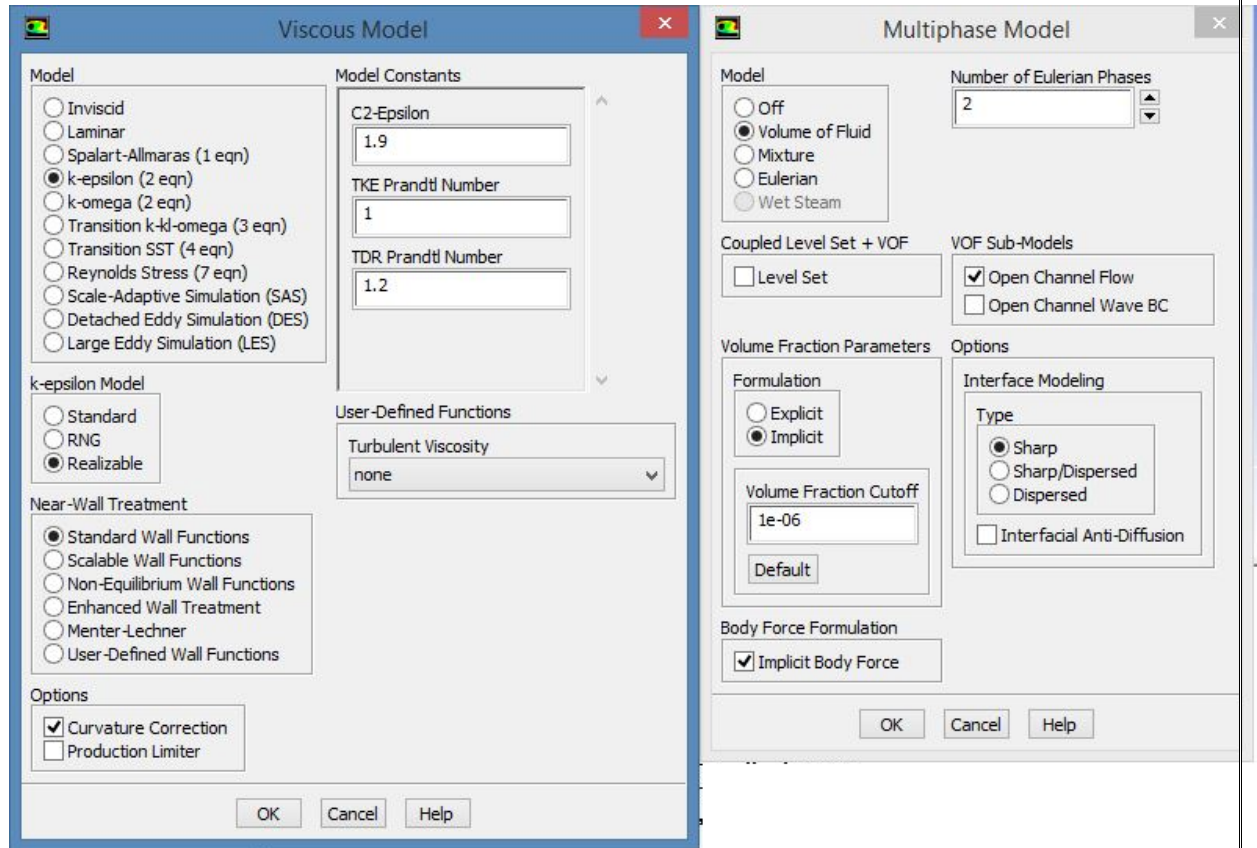 Viscous Model
Model
Inviscid
Laminar
Spalart-Allmaras (1 eqn)
k-epsilon (2 eqn)
k-omega (2 eqn)
Transition k-kl-omega (3 eqn)
Transition SST (4 eqn)
Reynolds Stress (7 eqn)
Scale-Adaptive Simulation (SAS)
Detached Eddy Simulation (DES)
Large Eddy Simulation (LES)
k-epsilon Model
Standard
RNG
Realizable
Near-Wall Treatment
Standard Wall Functions
Scalable Wall Functions
Non-Equilibrium Wall Functions
Enhanced Wall Treatment
Menter-Lechner
User-Defined Wall Functions
Options
Curvature Correction
Production Limiter
Model Constants
C2-Epsilon
1.9
TKE Prandtl Number
1
TDR Prandtl Number
1.2
User-Defined Functions
Turbulent Viscosity
none
OK Cancel Help
Multiphase Model
Model
Off
Volume of Fluid
Mixture
Eulerian
Wet Steam
Number of Eulerian Phases
2
Coupled Level Set + VOF
Level Set
VOF Sub-Models
Open Channel Flow
Open Channel Wave BC
Volume Fraction Parameters
Formulation
Explicit
Implicit
Volume Fraction Cutoff
1e-06
Default
Options
Interface Modeling
Type
Sharp
Sharp/Dispersed
Dispersed
Interfacial Anti-Diffusion
Body Force Formulation
Implicit Body Force
OK Cancel Help